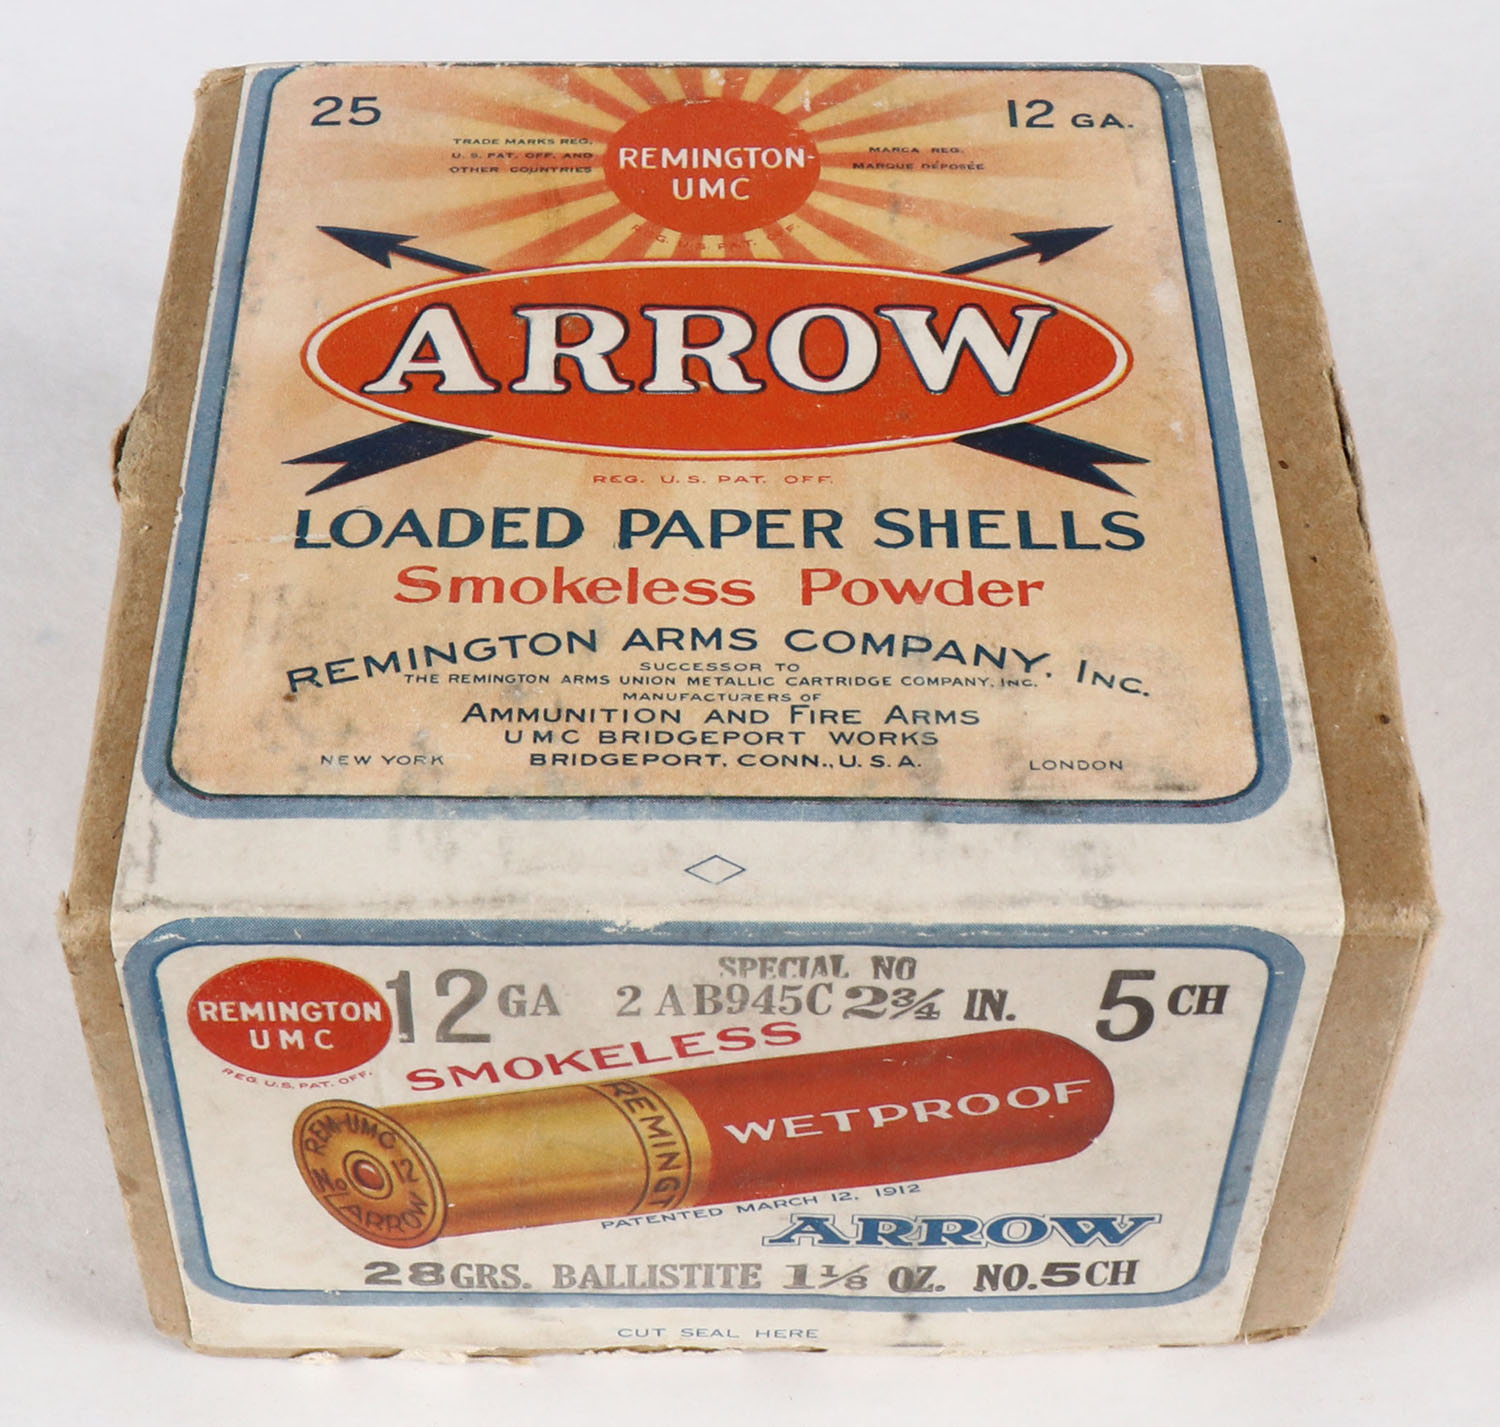 25
12 GA.
TRADE MARKS REG.
U. S. PAT. OFF. AND
OTHER COUNTRIES
REMINGTON-
UMC
REG. U.S. PAT. OFF.
MARCA REG.
MARQUE DÉPOSÉE
ARROW
REG. U. S. PAT. OFF.
LOADED PAPER SHELLS
Smokeless Powder
REMINGTON ARMS COMPANY, INC.
SUCCESSOR TO
THE REMINGTON ARMS UNION METALLIC CARTRIDGE COMPANY, INC.
MANUFACTURERS OF
AMMUNITION AND FIRE ARMS
UMC BRIDGEPORT WORKS
NEW YORK
BRIDGEPORT, CONN., U. S. A.
LONDON
REMINGTON
UMC
REG. U.S. PAT. OFF.
SPECIAL NO
12 GA 2 AB945C 2¾ IN. 5 CH
SMOKELESS
REM-UMC
No 12
ARROW
REMINGT
WETPROOF
PATENTED MARCH 12, 1912
ARROW
28 GRS. BALLISTITE 1⅛ OZ. NO. 5 CH
CUT SEAL HERE